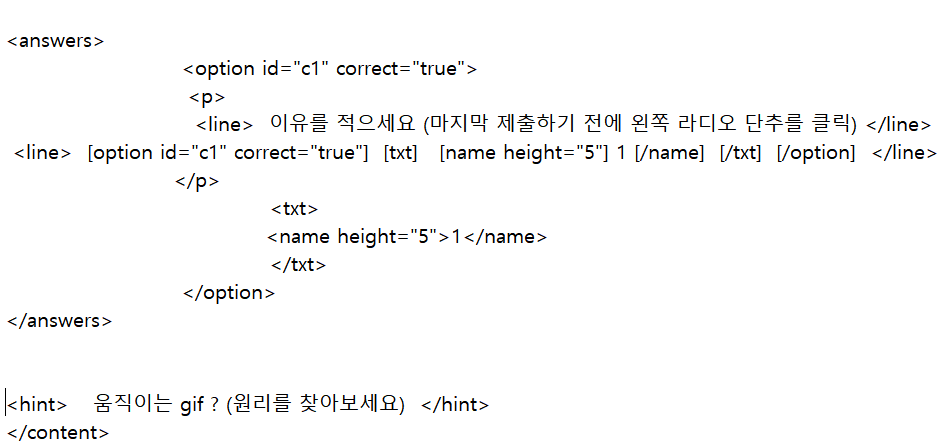 <answers>
<option id="c1" correct="true">
<p>
<line> 이유를 적으세요 (마지막 제출하기 전에 왼쪽 라디오 단추를 클릭) </line>
<line> [option id="c1" correct="true"] [txt] [name height="5"] 1 [/name] [/txt] [/option] </line>
</p>
<txt>
<name height="5">1</name>
</txt>
</option>
</answers>
<hint> 움직이는 gif ? (원리를 찾아보세요) </hint>
</content>